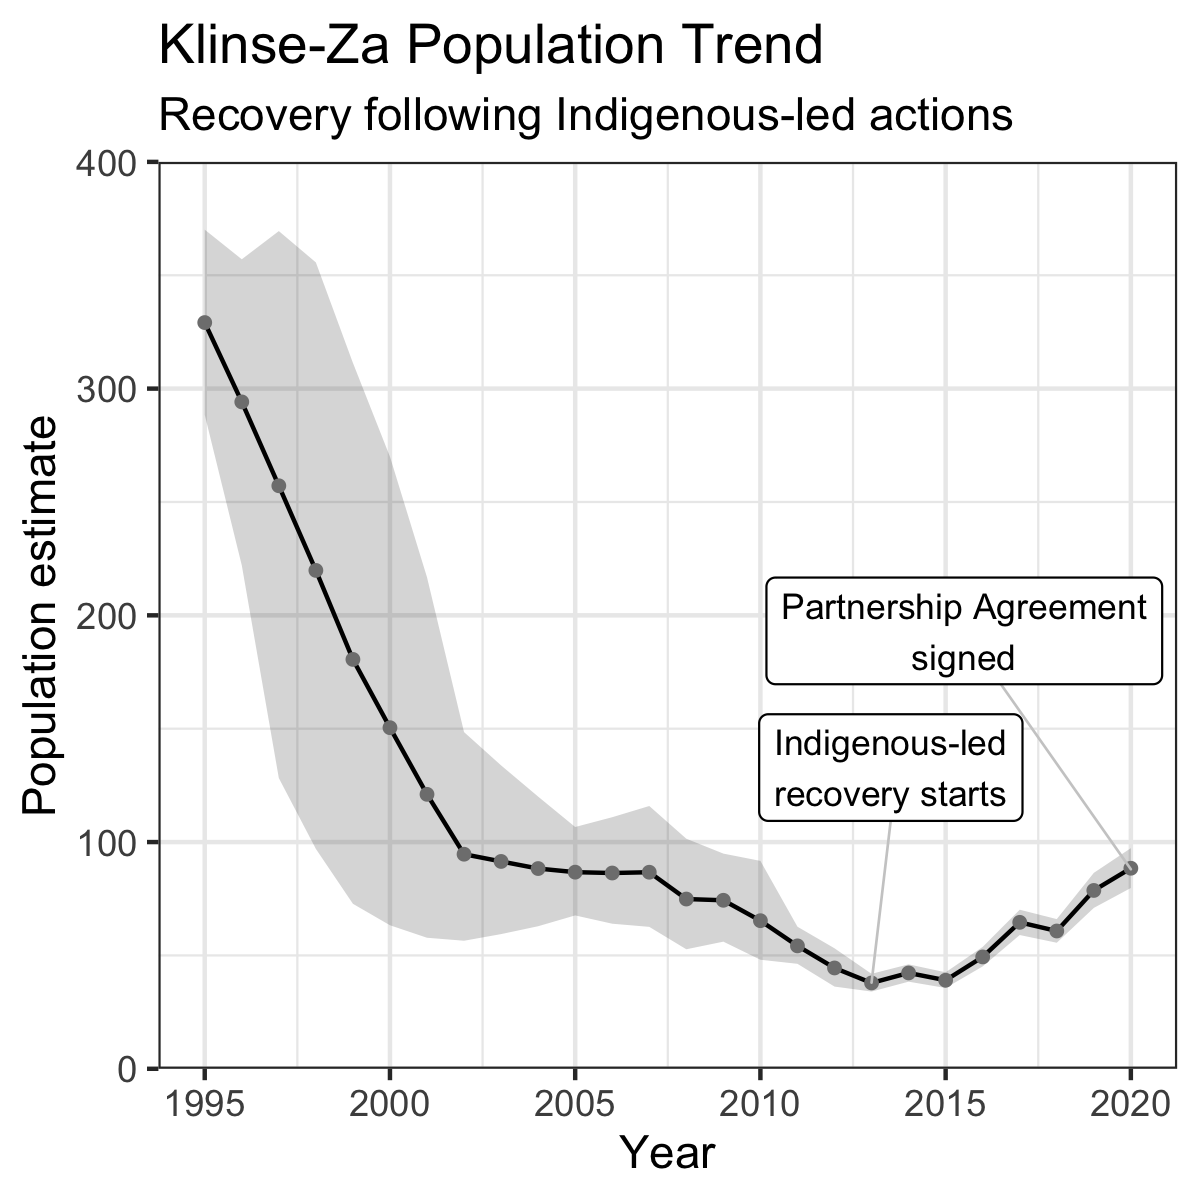 Klinse-Za Population Trend
Recovery following Indigenous-led actions
400
300
200
100
0
Population estimate
Partnership Agreement
signed
Indigenous-led
recovery starts
1995 2000 2005 2010 2015 2020
Year